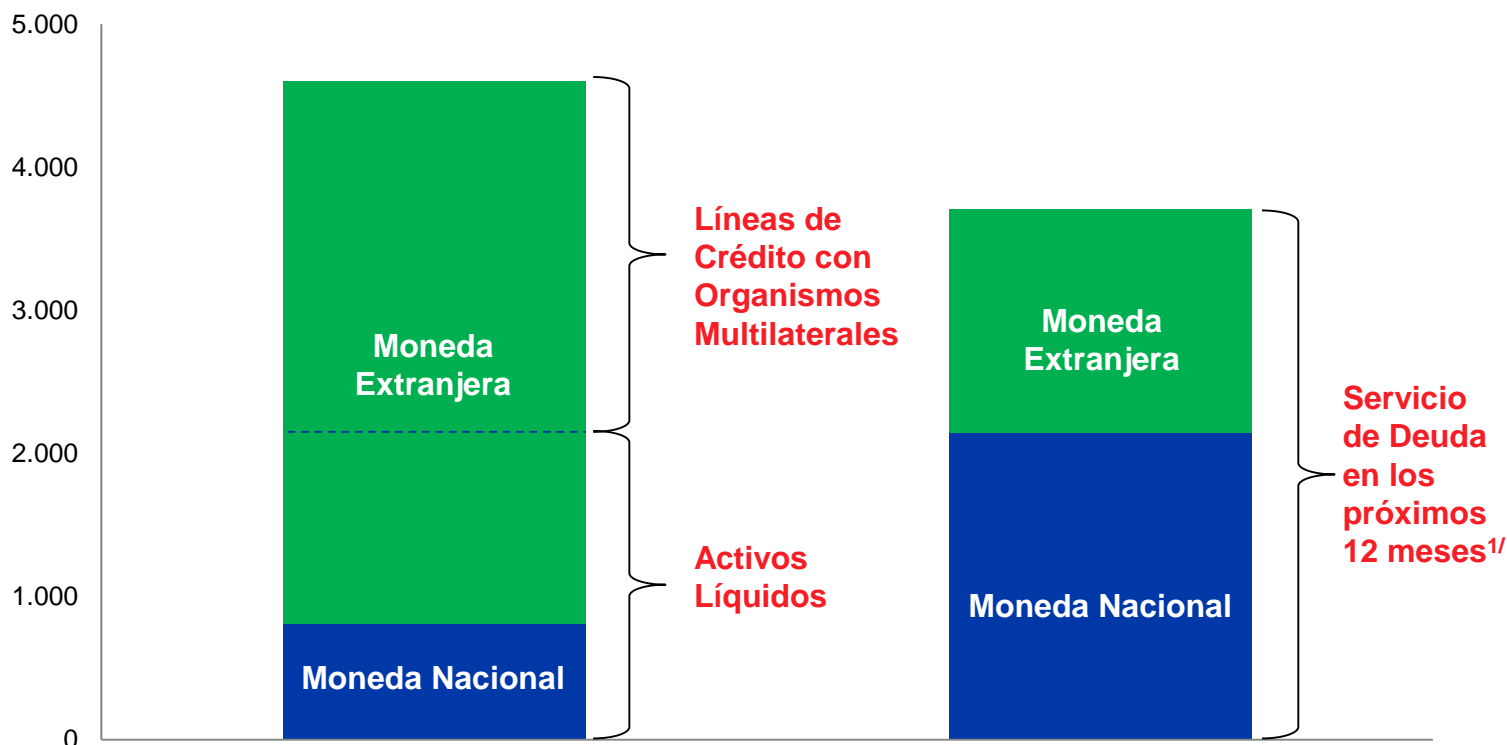 5.000
4.000
3.000
2.000
1.000
0
Moneda
Extranjera
Moneda Nacional
Líneas de
Crédito con
Organismos
Multilaterales
Activos
Líquidos
Moneda
Extranjera
Moneda Nacional
Servicio
de Deuda
en los
próximos
12 meses1/